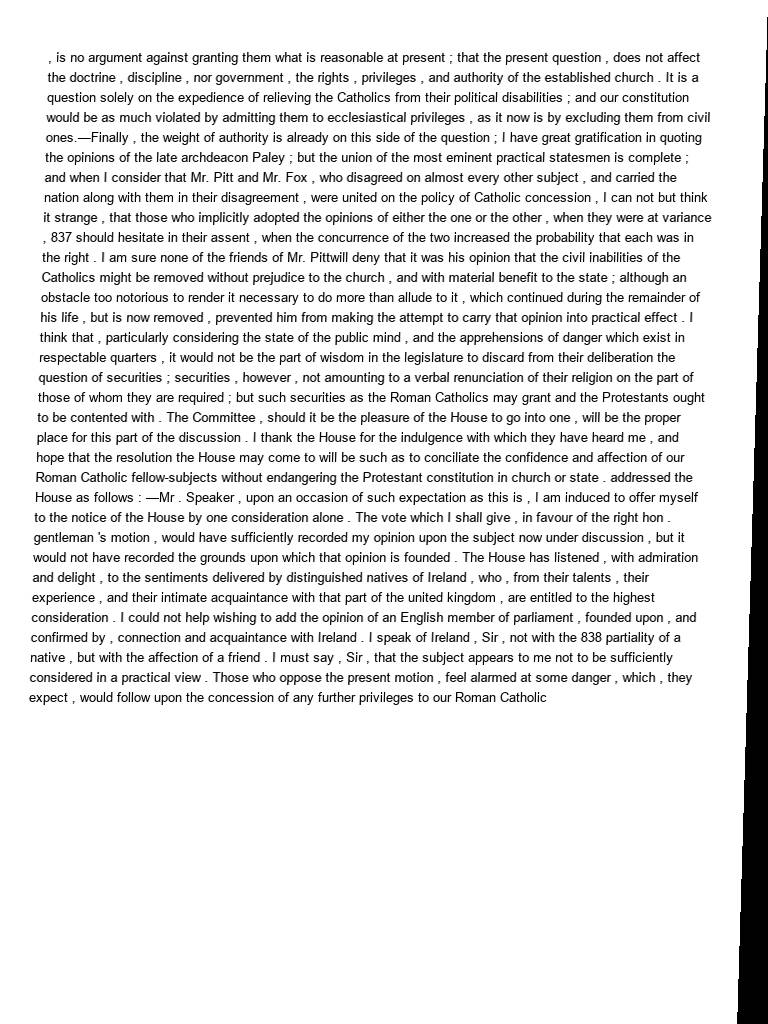 , is no argument against granting them what is reasonable at present ; that the present question , does not affect
the doctrine , discipline , nor government , the rights , privileges , and authority of the established church . It is a
question solely on the expedience of relieving the Catholics from their political disabilities ; and our constitution
would be as much violated by admitting them to ecclesiastical privileges , as it now is by excluding them from civil
ones.—Finally , the weight of authority is already on this side of the question ; I have great gratification in quoting
the opinions of the late archdeacon Paley ; but the union of the most eminent practical statesmen is complete ;
and when I consider that Mr. Pitt and Mr. Fox , who disagreed on almost every other subject , and carried the
nation along with them in their disagreement , were united on the policy of Catholic concession , I can not but think
it strange , that those who implicitly adopted the opinions of either the one or the other , when they were at variance
, 837 should hesitate in their assent , when the concurrence of the two increased the probability that each was in
the right . I am sure none of the friends of Mr. Pittwill deny that it was his opinion that the civil inabilities of the
Catholics might be removed without prejudice to the church , and with material benefit to the state ; although an
obstacle too notorious to render it necessary to do more than allude to it , which continued during the remainder of
his life , but is now removed , prevented him from making the attempt to carry that opinion into practical effect . I
think that , particularly considering the state of the public mind , and the apprehensions of danger which exist in
respectable quarters , it would not be the part of wisdom in the legislature to discard from their deliberation the
question of securities ; securities , however , not amounting to a verbal renunciation of their religion on the part of
those of whom they are required ; but such securities as the Roman Catholics may grant and the Protestants ought
to be contented with . The Committee , should it be the pleasure of the House to go into one , will be the proper
place for this part of the discussion . I thank the House for the indulgence with which they have heard me , and
hope that the resolution the House may come to will be such as to conciliate the confidence and affection of our
Roman Catholic fellow-subjects without endangering the Protestant constitution in church or state . addressed the
House as follows : —Mr . Speaker , upon an occasion of such expectation as this is , I am induced to offer myself
to the notice of the House by one consideration alone . The vote which I shall give , in favour of the right hon .
gentleman 's motion , would have sufficiently recorded my opinion upon the subject now under discussion , but it
would not have recorded the grounds upon which that opinion is founded . The House has listened , with admiration
and delight , to the sentiments delivered by distinguished natives of Ireland , who , from their talents , their
experience , and their intimate acquaintance with that part of the united kingdom , are entitled to the highest
consideration . I could not help wishing to add the opinion of an English member of parliament , founded upon , and
confirmed by , connection and acquaintance with Ireland . I speak of Ireland , Sir , not with the 838 partiality of a
native , but with the affection of a friend . I must say , Sir , that the subject appears to me not to be sufficiently
considered in a practical view . Those who oppose the present motion , feel alarmed at some danger , which , they
expect , would follow upon the concession of any further privileges to our Roman Catholic